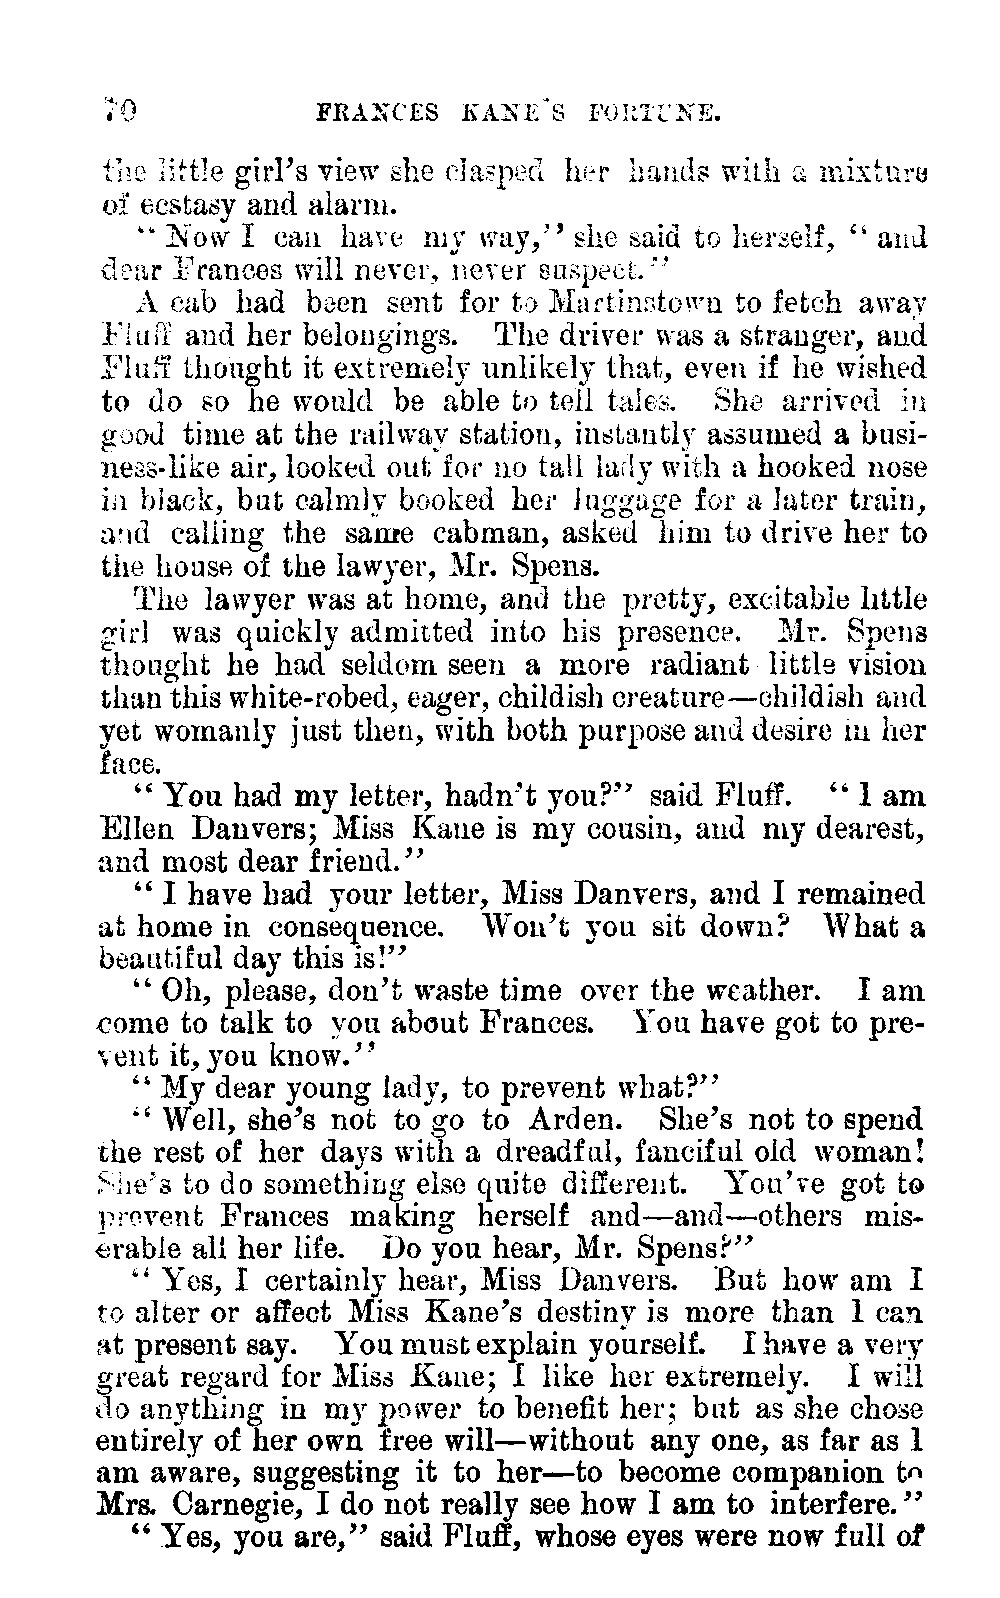 70 FRANCES KANE'S FORTUNE.
the little girl's view she clasped her hands with a mixture
of ecstasy and alarm.
"Now I can have my way," she said to herself, "and
dear Frances will never, never suspect."
A cab had been sent for to Martinstown to fetch away
Fluff and her belongings. The driver was a stranger, and
Fluff thought it extremely unlikely that, even if he wished
to do so he would be able to tell tales. She arrived in
good time at the railway station, instantly assumed a busi-
ness-like air, looked out for no tall lady with a hooked nose
in black, but calmly booked her luggage for a later train,
and calling the same cabman, asked him to drive her to
the house of the lawyer, Mr. Spens.
The lawyer was at home, and the pretty, excitable little
girl was quickly admitted into his presence. Mr. Spens
thought he had seldom seen a more radiant little vision
than this white-robed, eager, childish creature—childish and
yet womanly just then, with both purpose and desire in her
face.
"You had my letter, hadn't you?" said Fluff. "I am
Ellen Danvers; Miss Kane is my cousin, and my dearest,
and most dear friend."
"I have had your letter, Miss Danvers, and I remained
at home in consequence. Won't you sit down? What a
beautiful day this is!"
"Oh, please, don't waste time over the weather. I am
come to talk to you about Frances. You have got to pre-
vent it, you know."
"My dear young lady, to prevent what?"
"Well, she's not to go to Arden. She's not to spend
the rest of her days with a dreadful, fanciful old woman!
She's to do something else quite different. You've got to
prevent Frances making herself and—and—others mis-
erable all her life. Do you hear, Mr. Spens?"
"Yes, I certainly hear, Miss Danvers. But how am I
to alter or affect Miss Kane's destiny is more than I can
at present say. You must explain yourself. I have a very
great regard for Miss Kane; I like her extremely. I will
do anything in my power to benefit her; but as she chose
entirely of her own free will—without any one, as far as I
am aware, suggesting it to her—to become companion to
Mrs. Carnegie, I do not really see how I am to interfere."
"Yes, you are," said Fluff, whose eyes were now full of